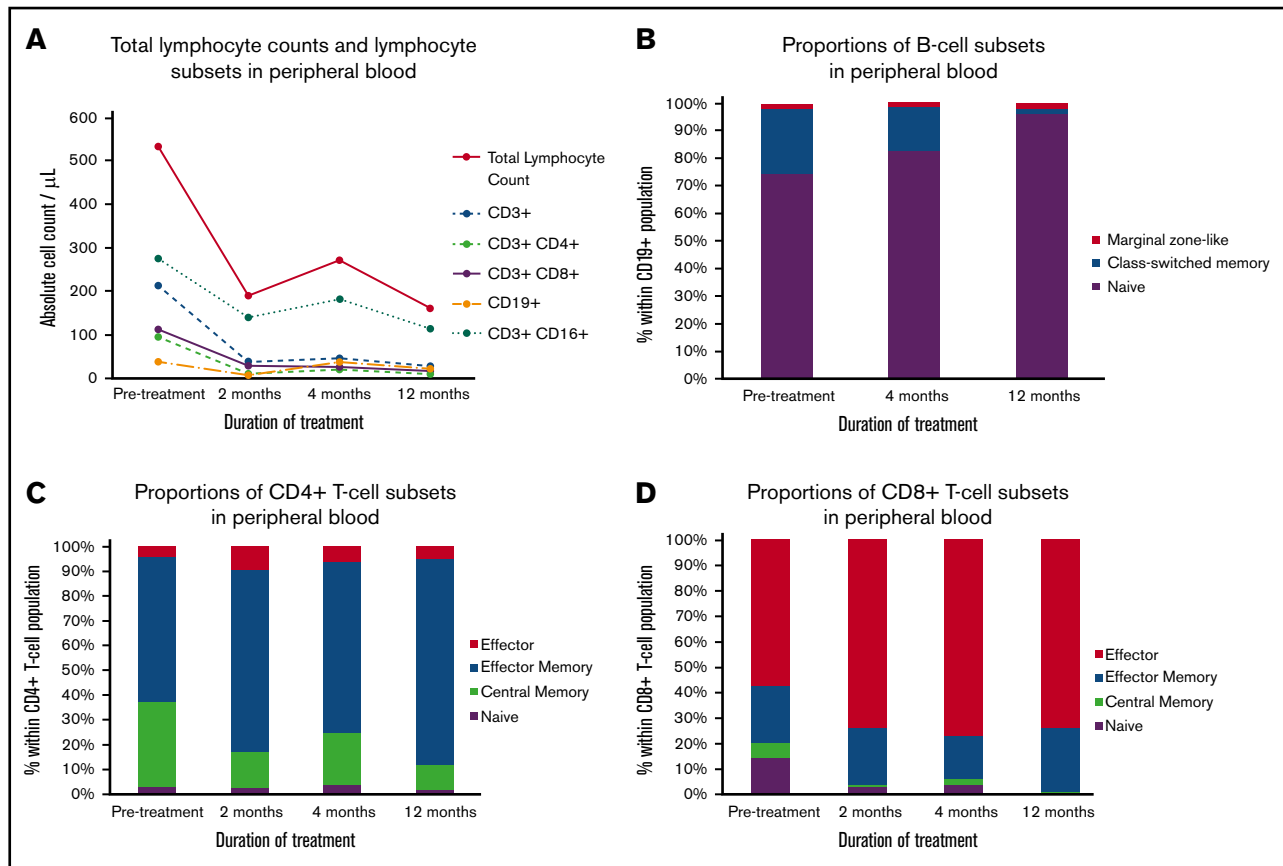 A
Total lymphocyte counts and lymphocyte
subsets in peripheral blood
600
500
400
300
200
100
0
Absolute cell count / μL
Pre-treatment
2 months
4 months
12 months
Duration of treatment
Total Lymphocyte
Count
CD3+
CD3+ CD4+
CD3+ CD8+
CD19+
CD3+ CD16+
B
Proportions of B-cell subsets
in peripheral blood
100%
90%
80%
70%
60%
50%
40%
30%
20%
10%
0%
% within CD19+ population
Pre-treatment
4 months
12 months
Duration of treatment
Marginal zone-like
Class-switched memory
Naive
C
Proportions of CD4+ T-cell subsets
in peripheral blood
100%
90%
80%
70%
60%
50%
40%
30%
20%
10%
0%
% within CD4+ T-cell population
Pre-treatment
2 months
4 months
12 months
Duration of treatment
Effector
Effector Memory
Central Memory
Naive
D
Proportions of CD8+ T-cell subsets
in peripheral blood
100%
90%
80%
70%
60%
50%
40%
30%
20%
10%
0%
% within CD8+ T-cell population
Pre-treatment
2 months
4 months
12 months
Duration of treatment
Effector
Effector Memory
Central Memory
Naive